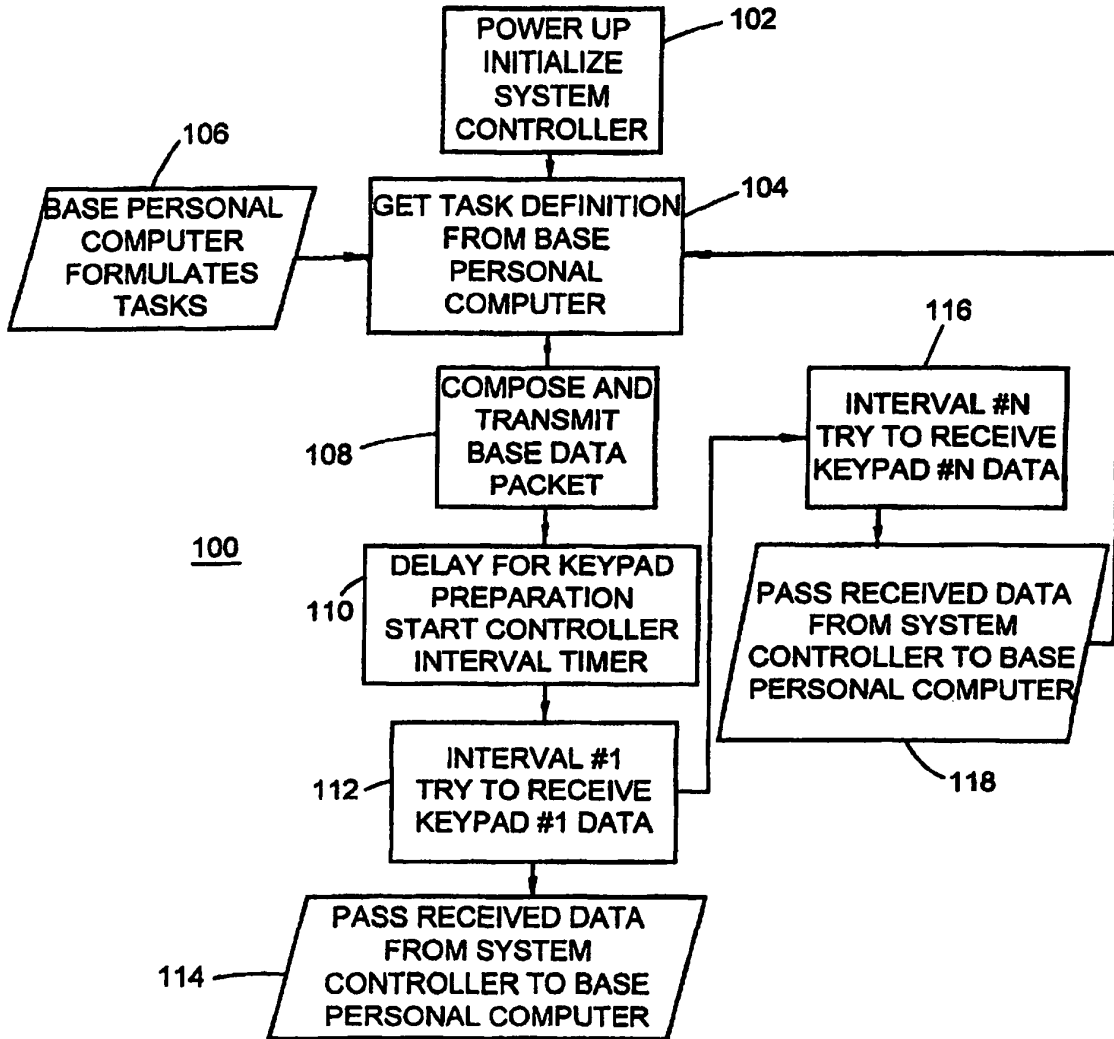 POWER UP
INITIALIZE
SYSTEM
CONTROLLER
102
106
BASE PERSONAL
COMPUTER
FORMULATES
TASKS
GET TASK DEFINITION
FROM BASE
PERSONAL
COMPUTER
104
COMPOSE AND
TRANSMIT
BASE DATA
PACKET
108
116
INTERVAL #N
TRY TO RECEIVE
KEYPAD #N DATA
100
DELAY FOR KEYPAD
PREPARATION
START CONTROLLER
INTERVAL TIMER
110
PASS RECEIVED DATA
FROM SYSTEM
CONTROLLER TO BASE
PERSONAL COMPUTER
118
INTERVAL #1
TRY TO RECEIVE
KEYPAD #1 DATA
112
PASS RECEIVED DATA
FROM SYSTEM
CONTROLLER TO BASE
PERSONAL COMPUTER
114